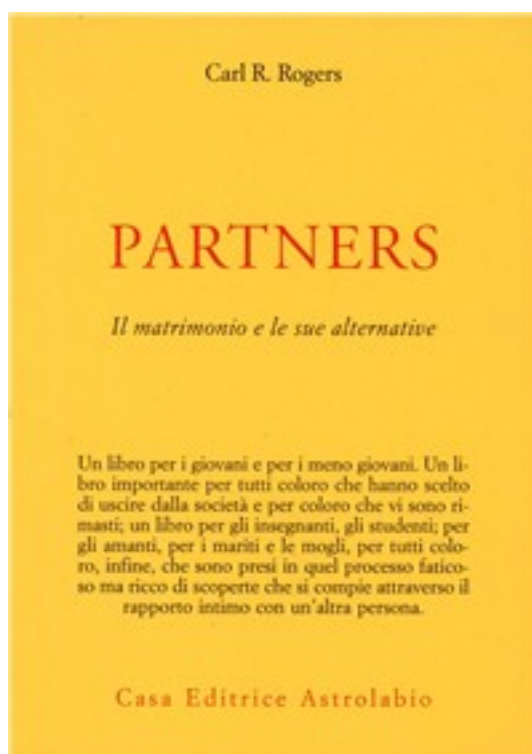 Carl R. Rogers
PARTNERS
Il matrimonio e le sue alternative
Un libro per i giovani e per i meno giovani. Un li-
bro importante per tutti coloro che hanno scelto
di uscire dalla società e per coloro che vi sono ri-
masti; un libro per gli insegnanti, gli studenti; per
gli amanti, per i mariti e le mogli, per tutti colo-
ro, infine, che sono presi in quel processo fatico-
so ma ricco di scoperte che si compie attraverso il
rapporto intimo con un'altra persona.
Casa Editrice Astrolabio